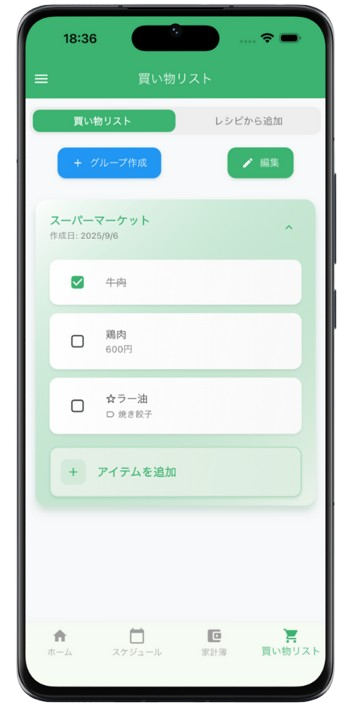 18:36
買い物リスト
買い物リスト
レシピから追加
+ グループ作成
編集
スーパーマーケット
作成日: 2025/9/6
牛肉
鶏肉
600円
☆ラー油
焼き餃子
+ アイテムを追加
ホーム
スケジュール
家計簿
買い物リスト